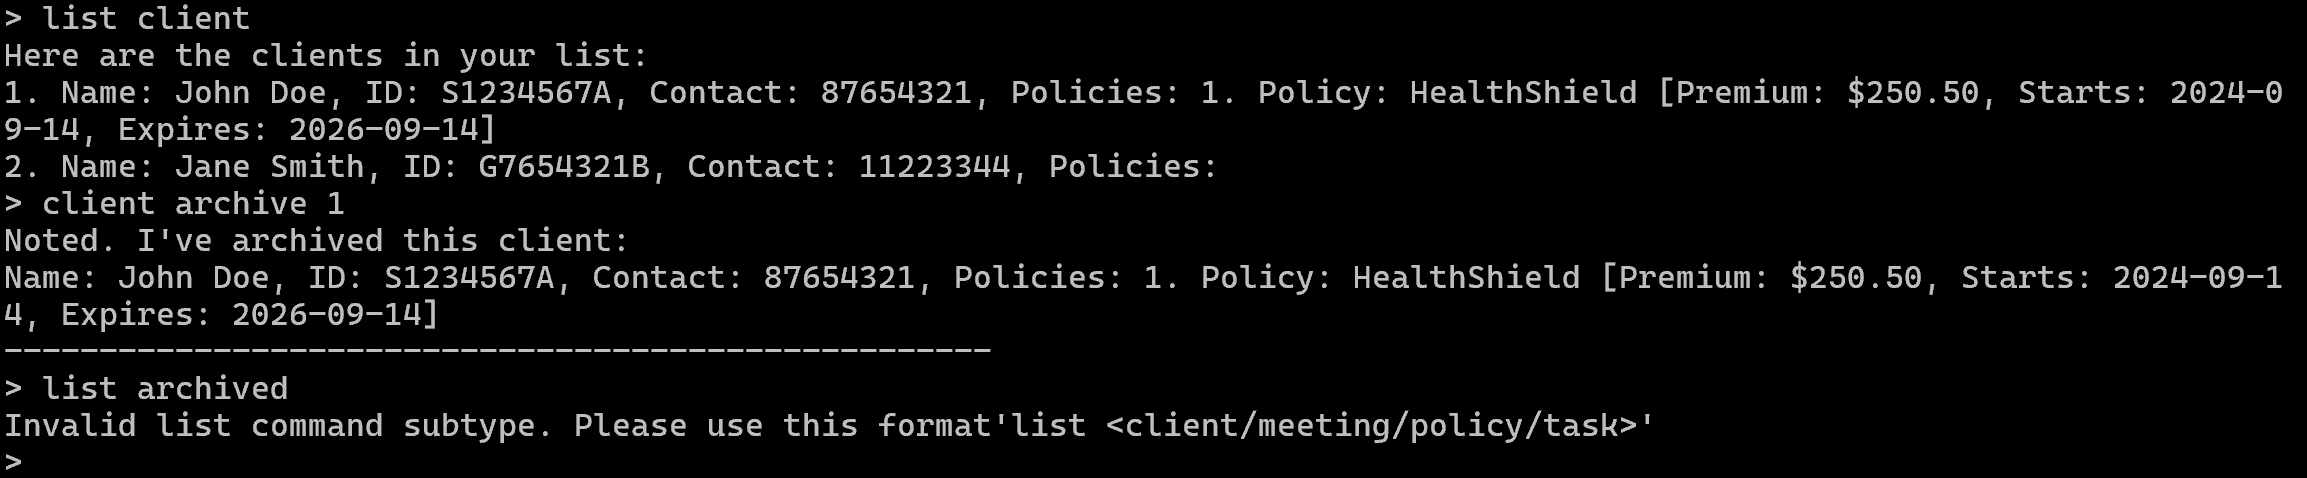 > list client
Here are the clients in your list:
1. Name: John Doe, ID: S1234567A, Contact: 87654321, Policies: 1. Policy: HealthShield [Premium: $250.50, Starts: 2024-0
9-14, Expires: 2026-09-14]
2. Name: Jane Smith, ID: G7654321B, Contact: 11223344, Policies:
> client archive 1
Noted. I've archived this client:
Name: John Doe, ID: S1234567A, Contact: 87654321, Policies: 1. Policy: HealthShield [Premium: $250.50, Starts: 2024-09-1
4, Expires: 2026-09-14]
----------------------------------------------------
> list archived
Invalid list command subtype. Please use this format'list <client/meeting/policy/task>'
>